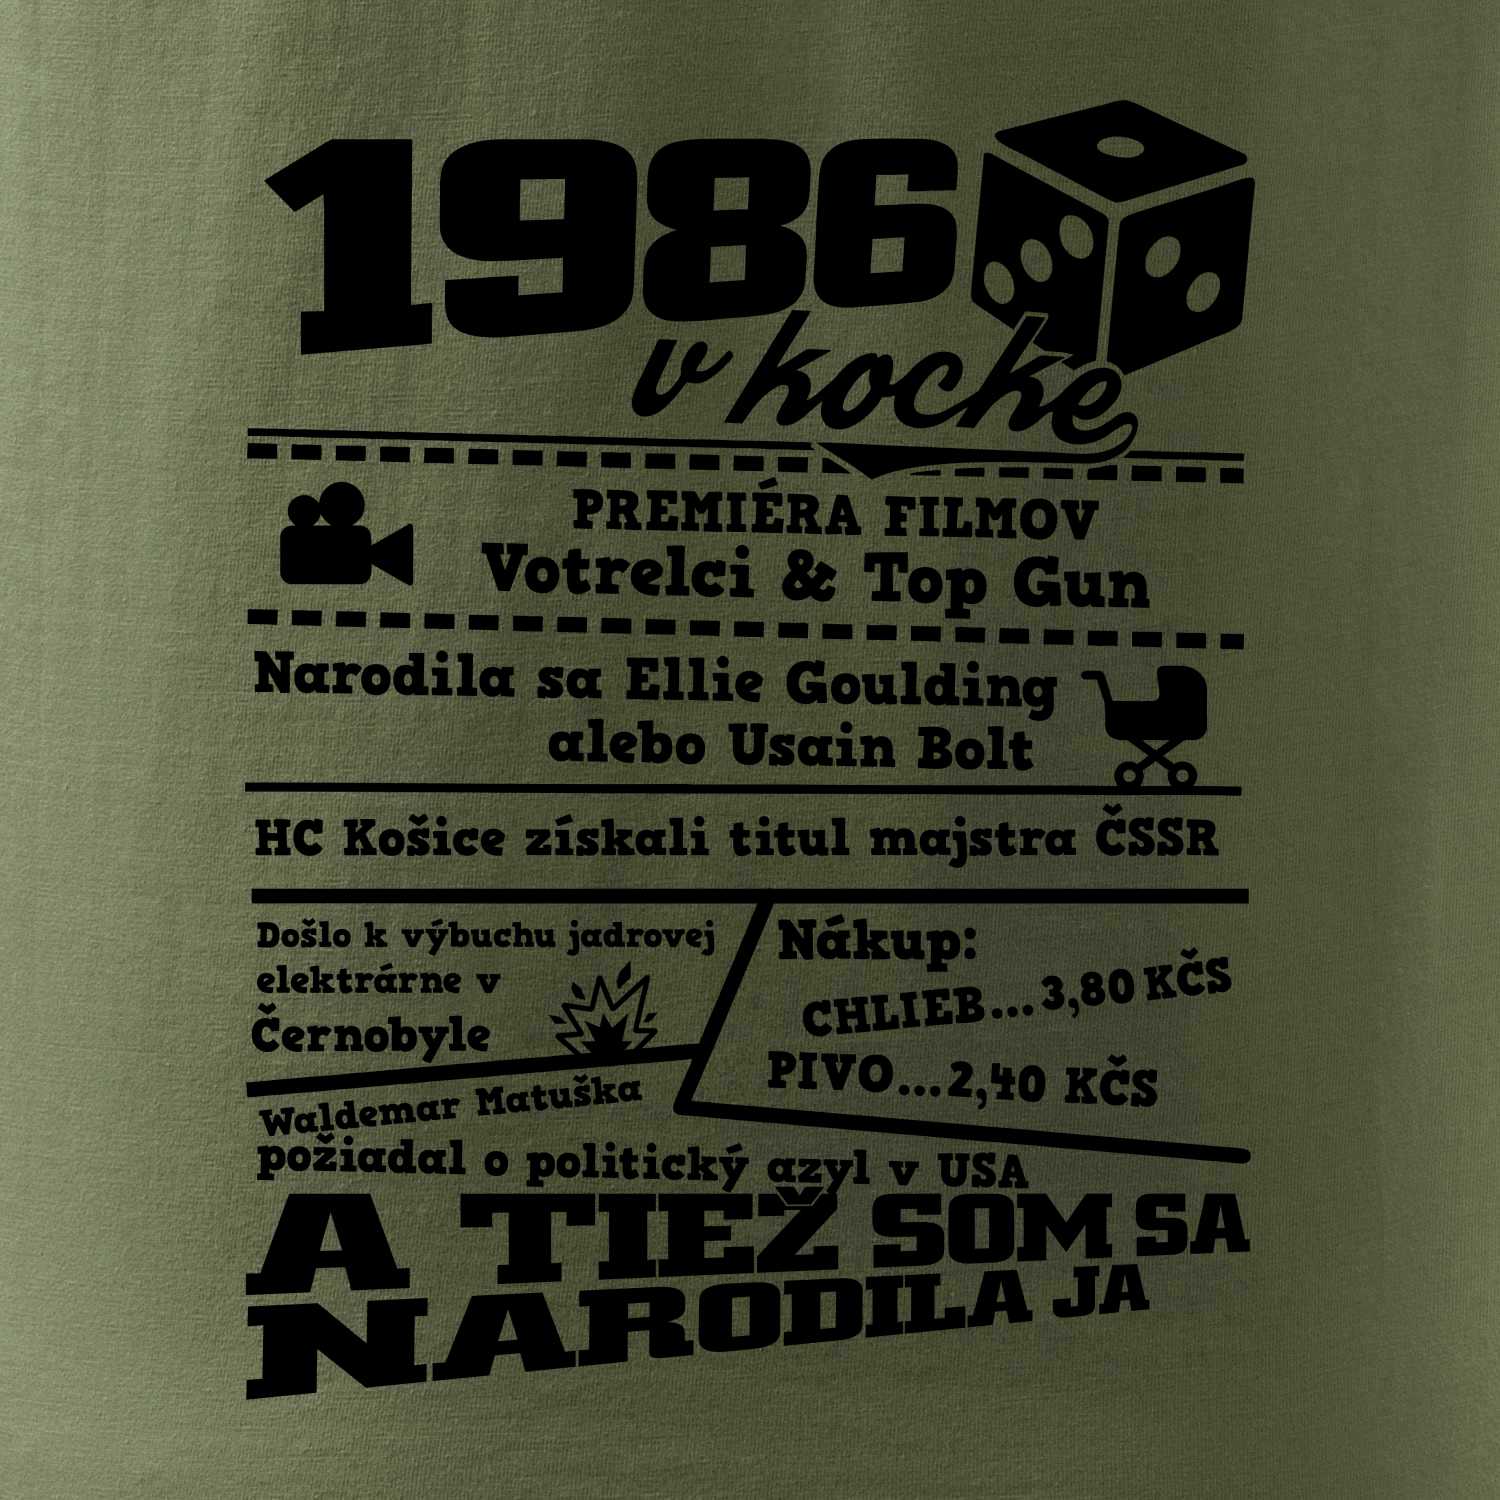 1986
v kocke
PREMIÉRA FILMOV
Votrelci & Top Gun
Narodila sa Ellie Goulding
alebo Usain Bolt
HC Košice získali titul majstra ČSSR
Došlo k výbuchu jadrovej
elektrárne v
Černobyle
Nákup:
CHLIEB...3,80 KČS
PIVO...2,40 KČS
Waldemar Matuška
požiadal o politický azyl v USA
A TIEŽ SOM SA
NARODILA JA